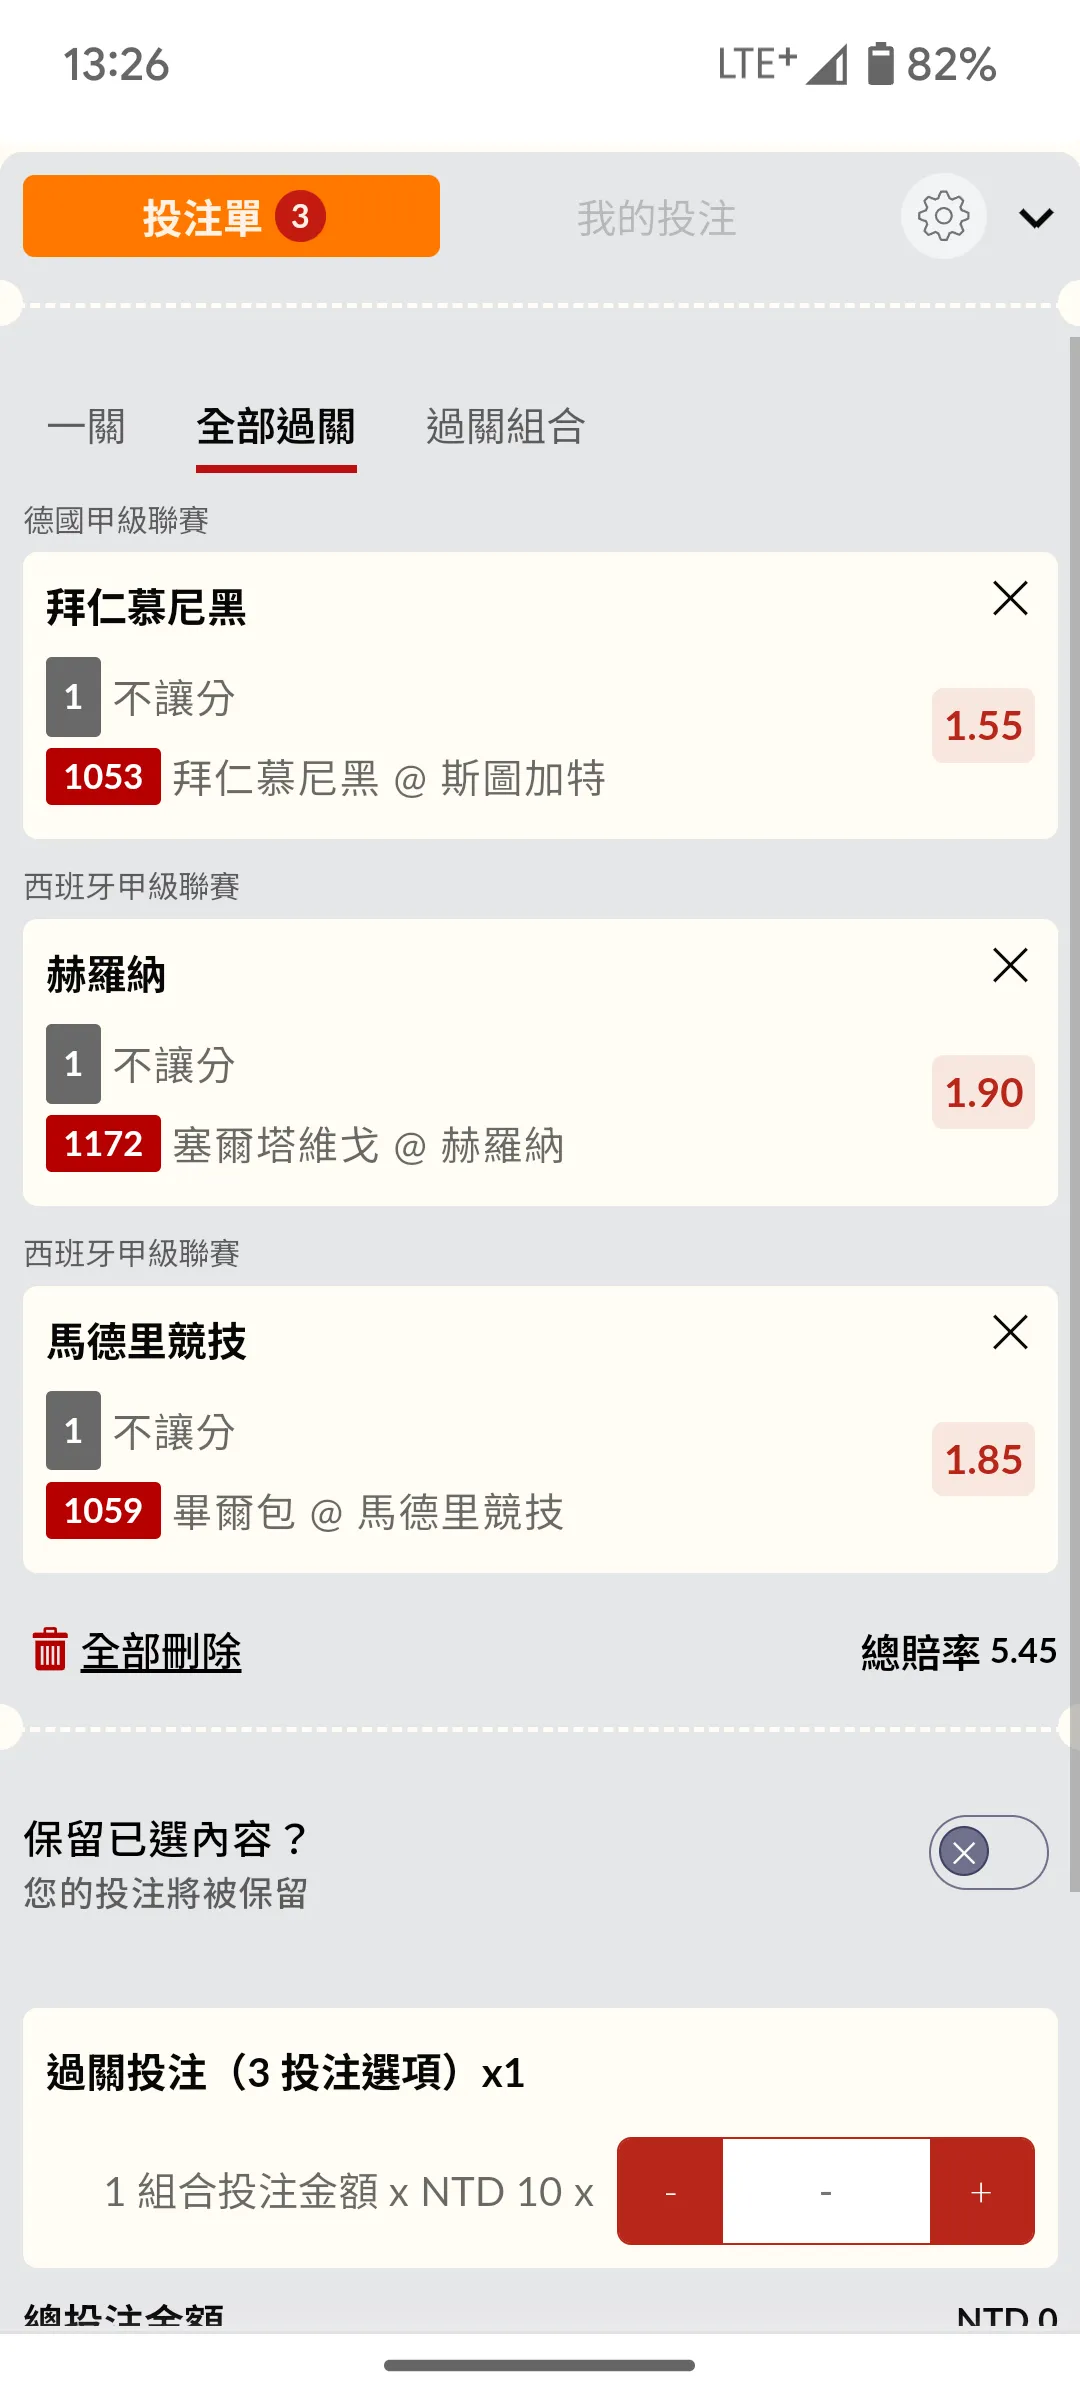 13:26
LTE+ 82%
投注單 3
我的投注
一關
全部過關
過關組合
德國甲級聯賽
拜仁慕尼黑
1 不讓分
1.55
1053 拜仁慕尼黑 @ 斯圖加特
西班牙甲級聯賽
赫羅納
1 不讓分
1.90
1172 塞爾塔維戈 @ 赫羅納
西班牙甲級聯賽
馬德里競技
1 不讓分
1.85
1059 畢爾包 @ 馬德里競技
全部刪除
總賠率 5.45
保留已選內容？
您的投注將被保留
過關投注（3 投注選項）x1
1 組合投注金額 x NTD 10 x
- - +
總投注金額
NTD 0